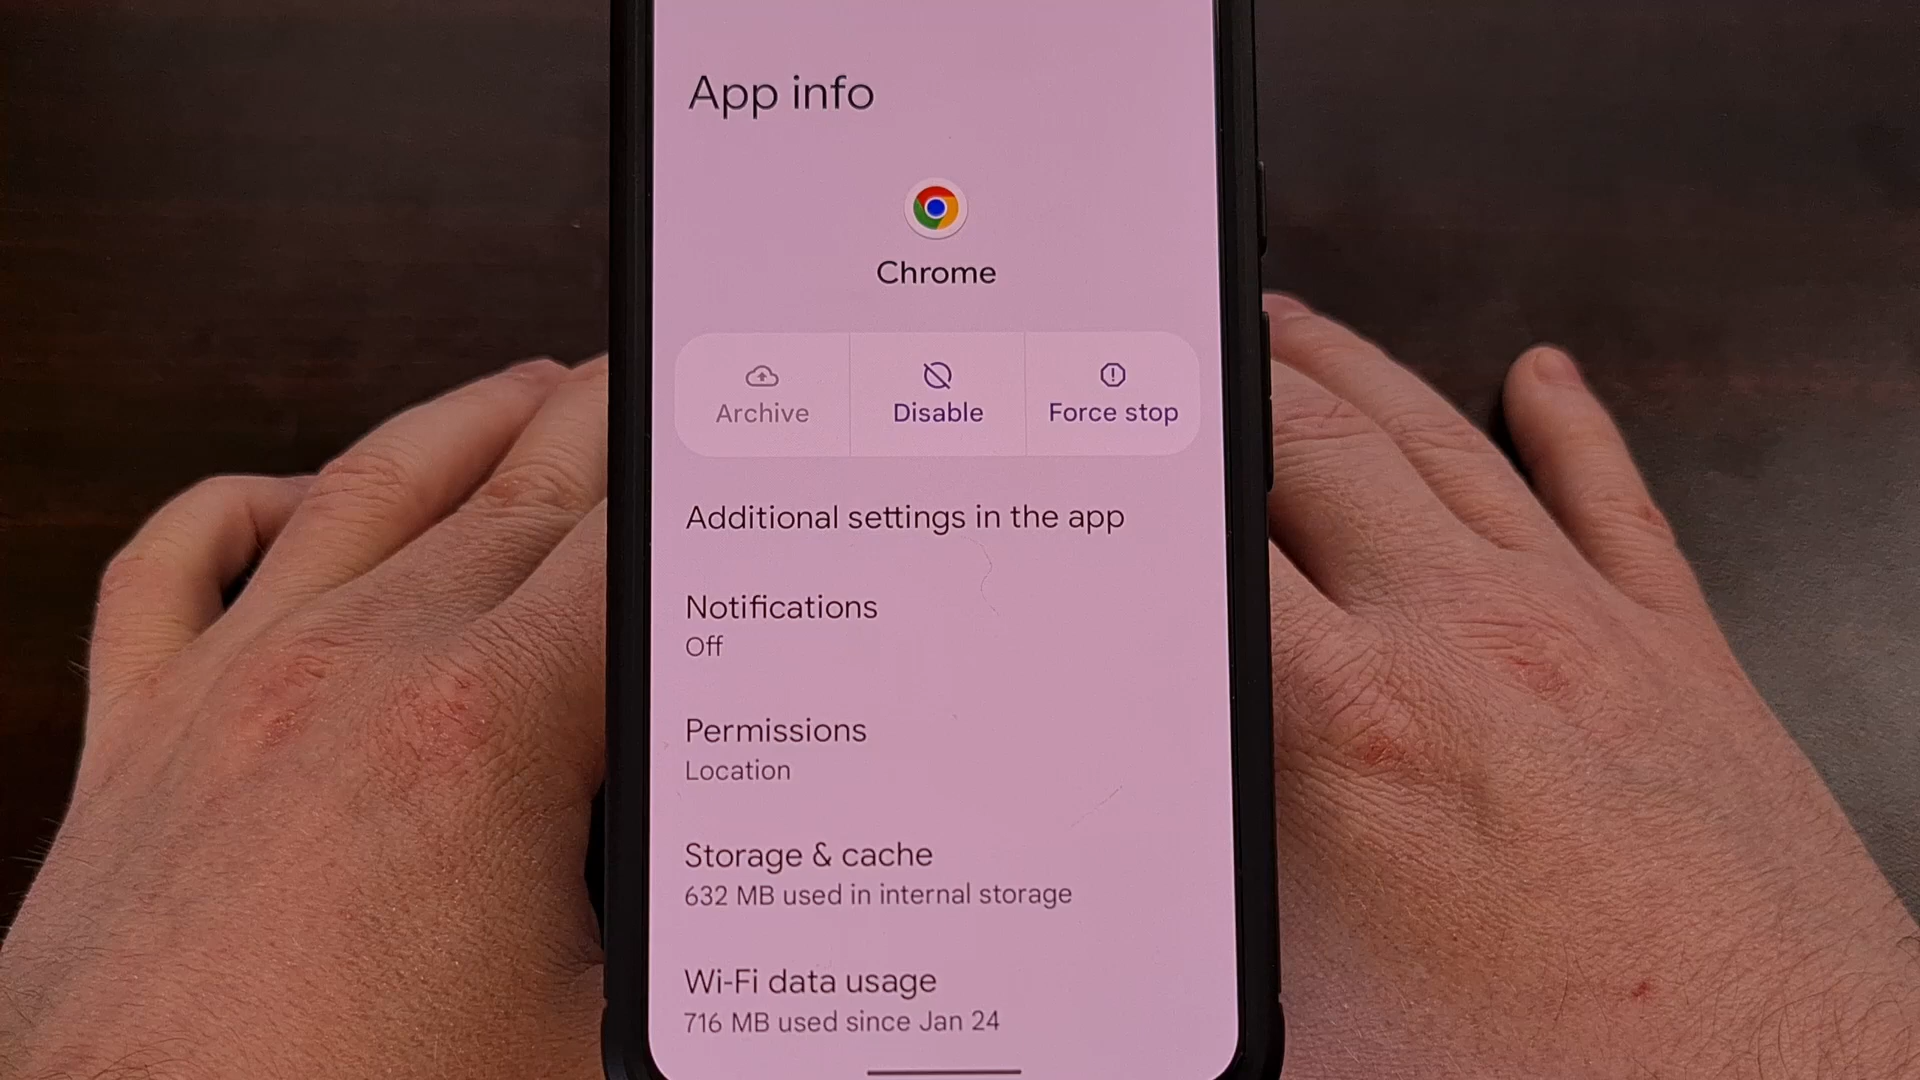 App info
Chrome
Archive
Disable
Force stop
Additional settings in the app
Notifications
Off
Permissions
Location
Storage & cache
632 MB used in internal storage
Wi-Fi data usage
716 MB used since Jan 24